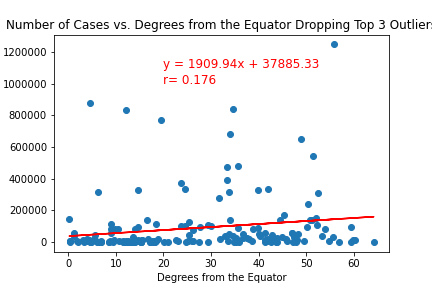 Number of Cases vs. Degrees from the Equator Dropping Top 3 Outliers
1200000
1000000
800000
600000
400000
200000
0
y = 1909.94x + 37885.33
r= 0.176
0 10 20 30 40 50 60
Degrees from the Equator